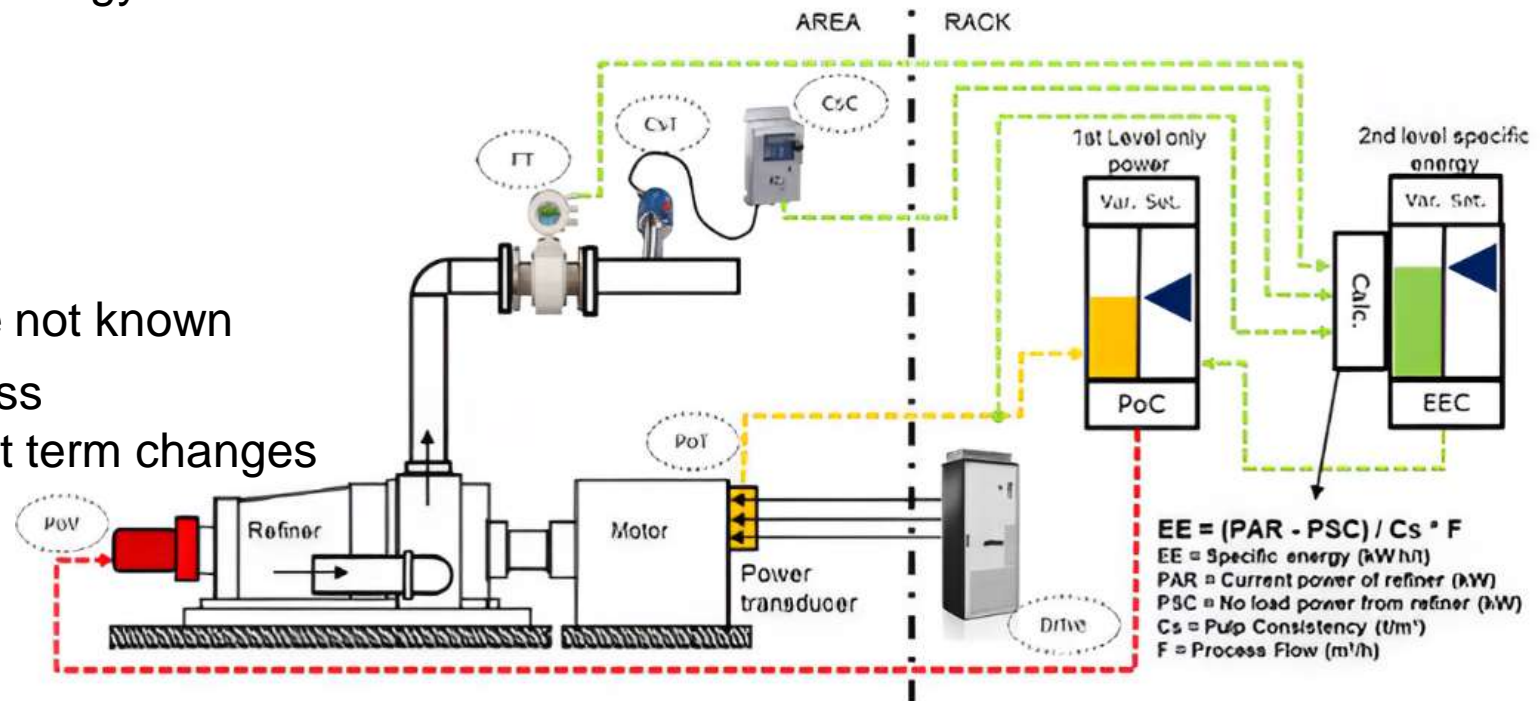 gy
AREA
RACK
CsC
CsT
FT
1st Level only
power
2nd level specific
energy
Var. Set.
Var. Set.
Calc.
not known
ss
t term changes
PoC
EEC
PoT
PoV
Refiner
Motor
Power
transducer
Drive
EE = (PAR - PSC) / Cs * F
EE = Specific energy (kW h/t)
PAR = Current power of refiner (kW)
PSC = No load power from refiner (kW)
Cs = Pulp Consistency (t/m³)
F = Process Flow (m³/h)